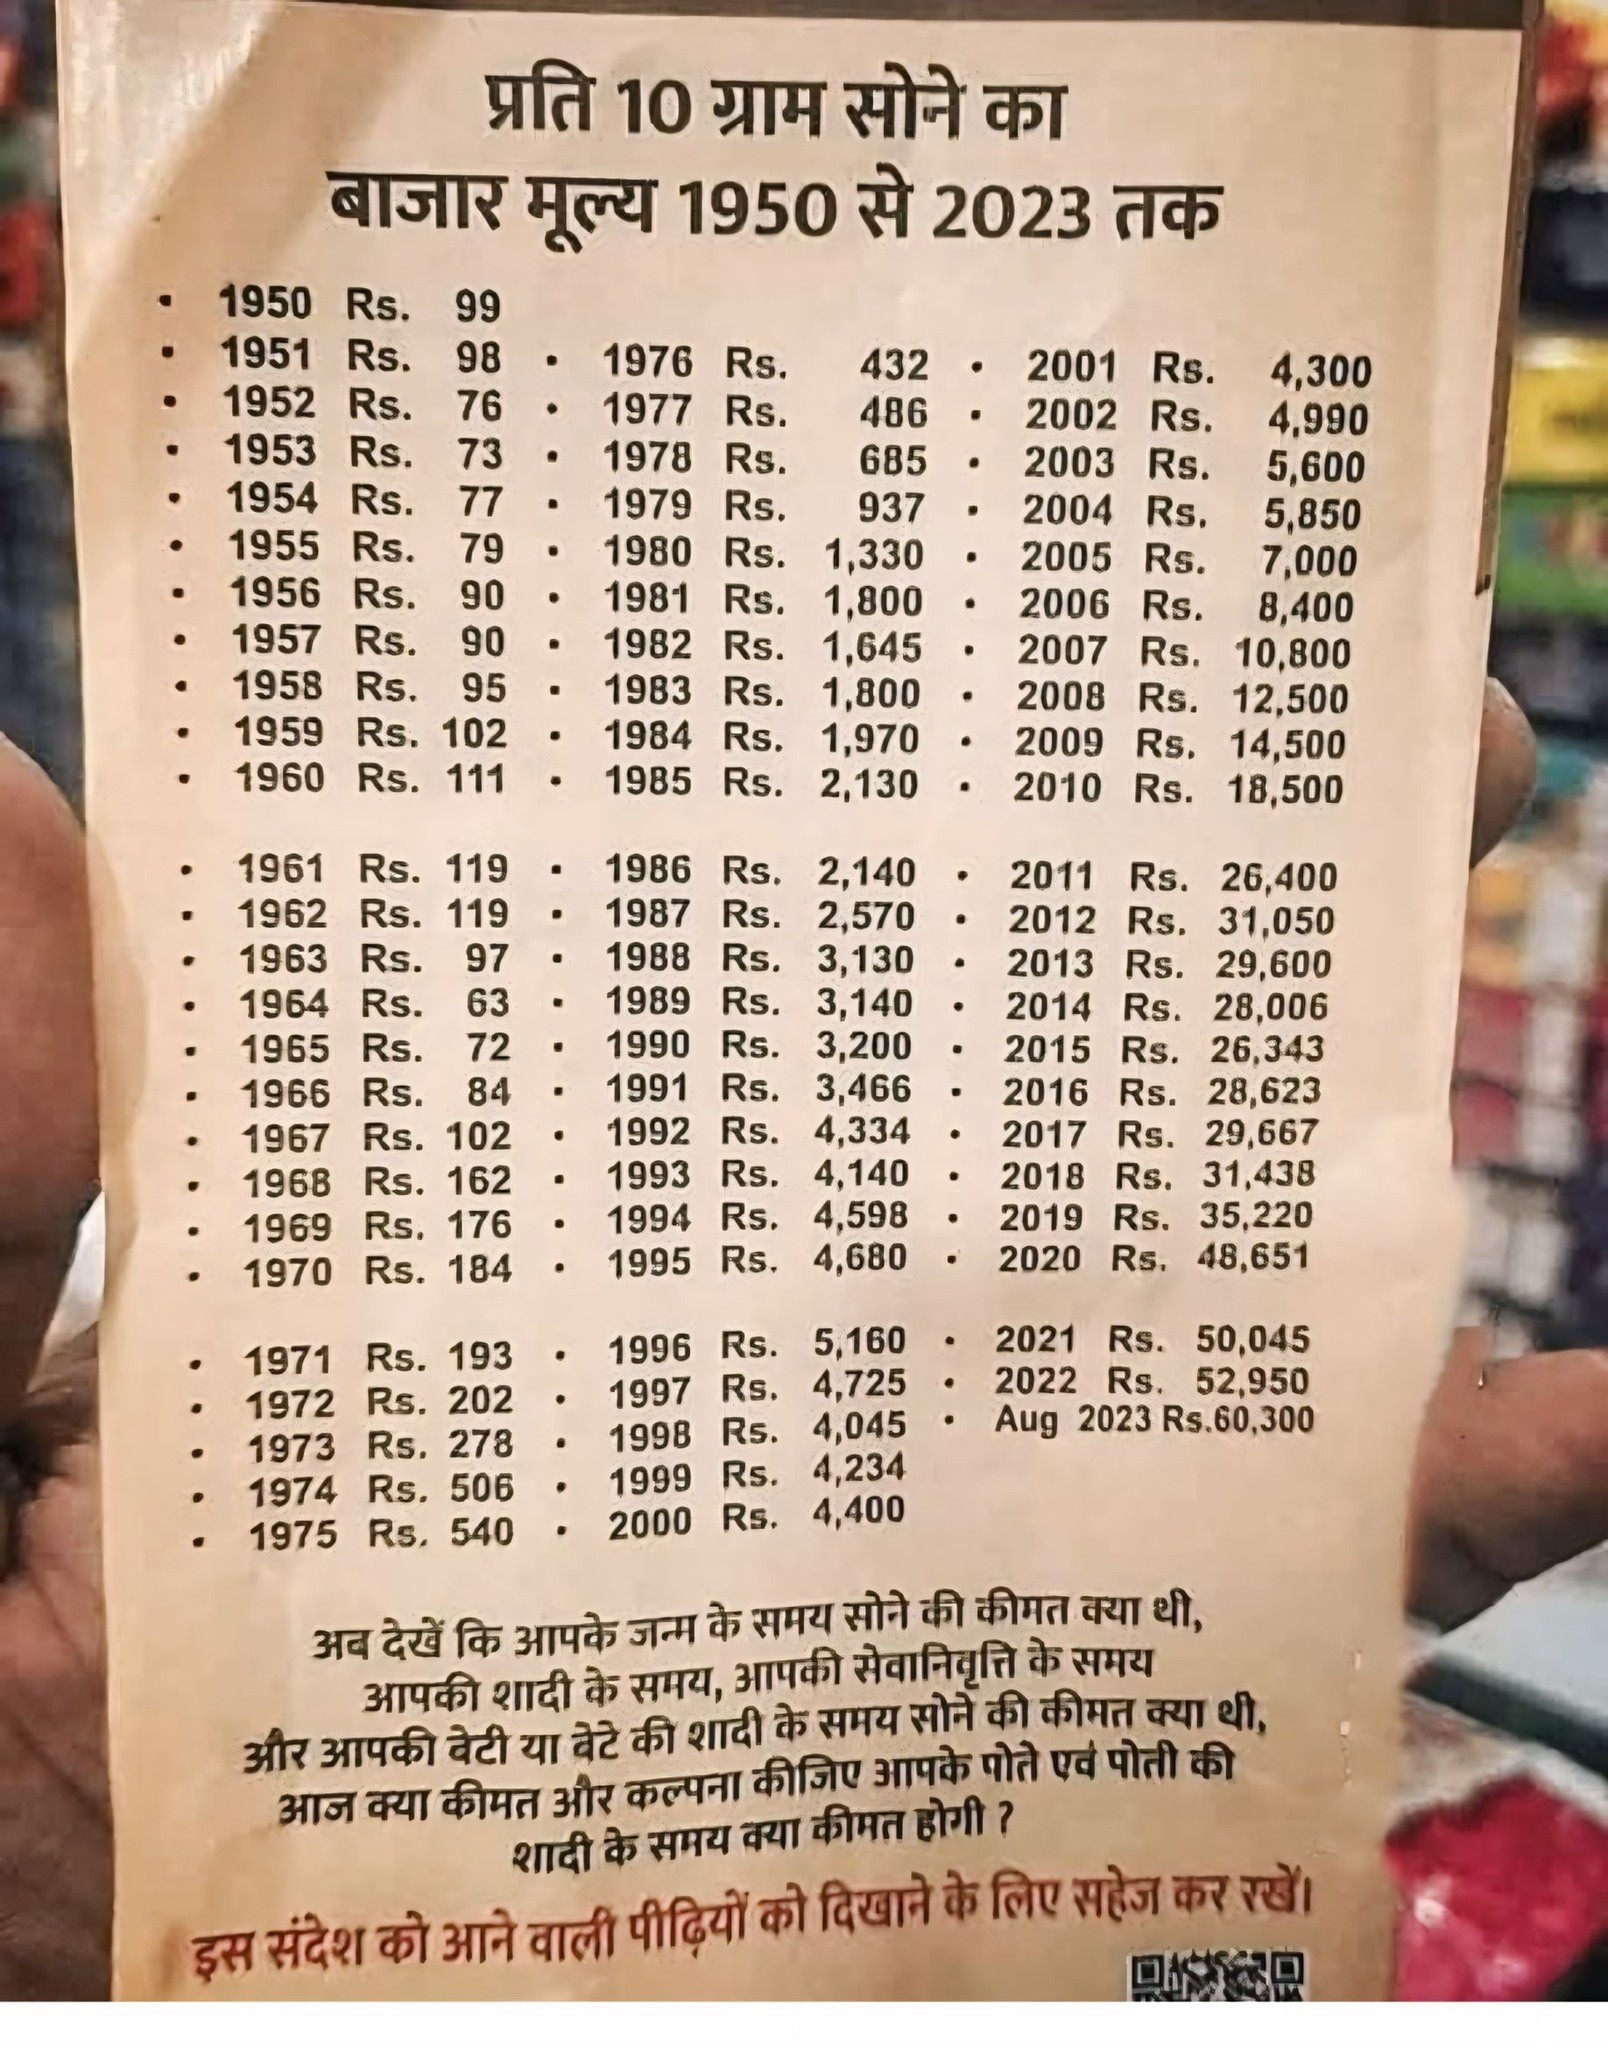 प्रति 10 ग्राम सोने का
बाजार मूल्य 1950 से 2023 तक
• 1950 Rs. 99
• 1951 Rs. 98 • 1976 Rs. 432 • 2001 Rs. 4,300
• 1952 Rs. 76 • 1977 Rs. 486 • 2002 Rs. 4,990
• 1953 Rs. 73 • 1978 Rs. 685 • 2003 Rs. 5,600
• 1954 Rs. 77 • 1979 Rs. 937 • 2004 Rs. 5,850
• 1955 Rs. 79 • 1980 Rs. 1,330 • 2005 Rs. 7,000
• 1956 Rs. 90 • 1981 Rs. 1,800 • 2006 Rs. 8,400
• 1957 Rs. 90 • 1982 Rs. 1,645 • 2007 Rs. 10,800
• 1958 Rs. 95 • 1983 Rs. 1,800 • 2008 Rs. 12,500
• 1959 Rs. 102 • 1984 Rs. 1,970 • 2009 Rs. 14,500
• 1960 Rs. 111 • 1985 Rs. 2,130 • 2010 Rs. 18,500
• 1961 Rs. 119 • 1986 Rs. 2,140 • 2011 Rs. 26,400
• 1962 Rs. 119 • 1987 Rs. 2,570 • 2012 Rs. 31,050
• 1963 Rs. 97 • 1988 Rs. 3,130 • 2013 Rs. 29,600
• 1964 Rs. 63 • 1989 Rs. 3,140 • 2014 Rs. 28,006
• 1965 Rs. 72 • 1990 Rs. 3,200 • 2015 Rs. 26,343
• 1966 Rs. 84 • 1991 Rs. 3,466 • 2016 Rs. 28,623
• 1967 Rs. 102 • 1992 Rs. 4,334 • 2017 Rs. 29,667
• 1968 Rs. 162 • 1993 Rs. 4,140 • 2018 Rs. 31,438
• 1969 Rs. 176 • 1994 Rs. 4,598 • 2019 Rs. 35,220
• 1970 Rs. 184 • 1995 Rs. 4,680 • 2020 Rs. 48,651
• 1971 Rs. 193 • 1996 Rs. 5,160 • 2021 Rs. 50,045
• 1972 Rs. 202 • 1997 Rs. 4,725 • 2022 Rs. 52,950
• 1973 Rs. 278 • 1998 Rs. 4,045 • Aug 2023 Rs.60,300
• 1974 Rs. 506 • 1999 Rs. 4,234
• 1975 Rs. 540 • 2000 Rs. 4,400
अब देखें कि आपके जन्म के समय सोने की कीमत क्या थी,
आपकी शादी के समय, आपकी सेवानिवृत्ति के समय
और आपकी बेटी या बेटे की शादी के समय सोने की कीमत क्या थी,
आज क्या कीमत और कल्पना कीजिए आपके पोते एवं पोती की
शादी के समय क्या कीमत होगी ?
इस संदेश को आने वाली पीढ़ियों को दिखाने के लिए सहेज कर रखें।